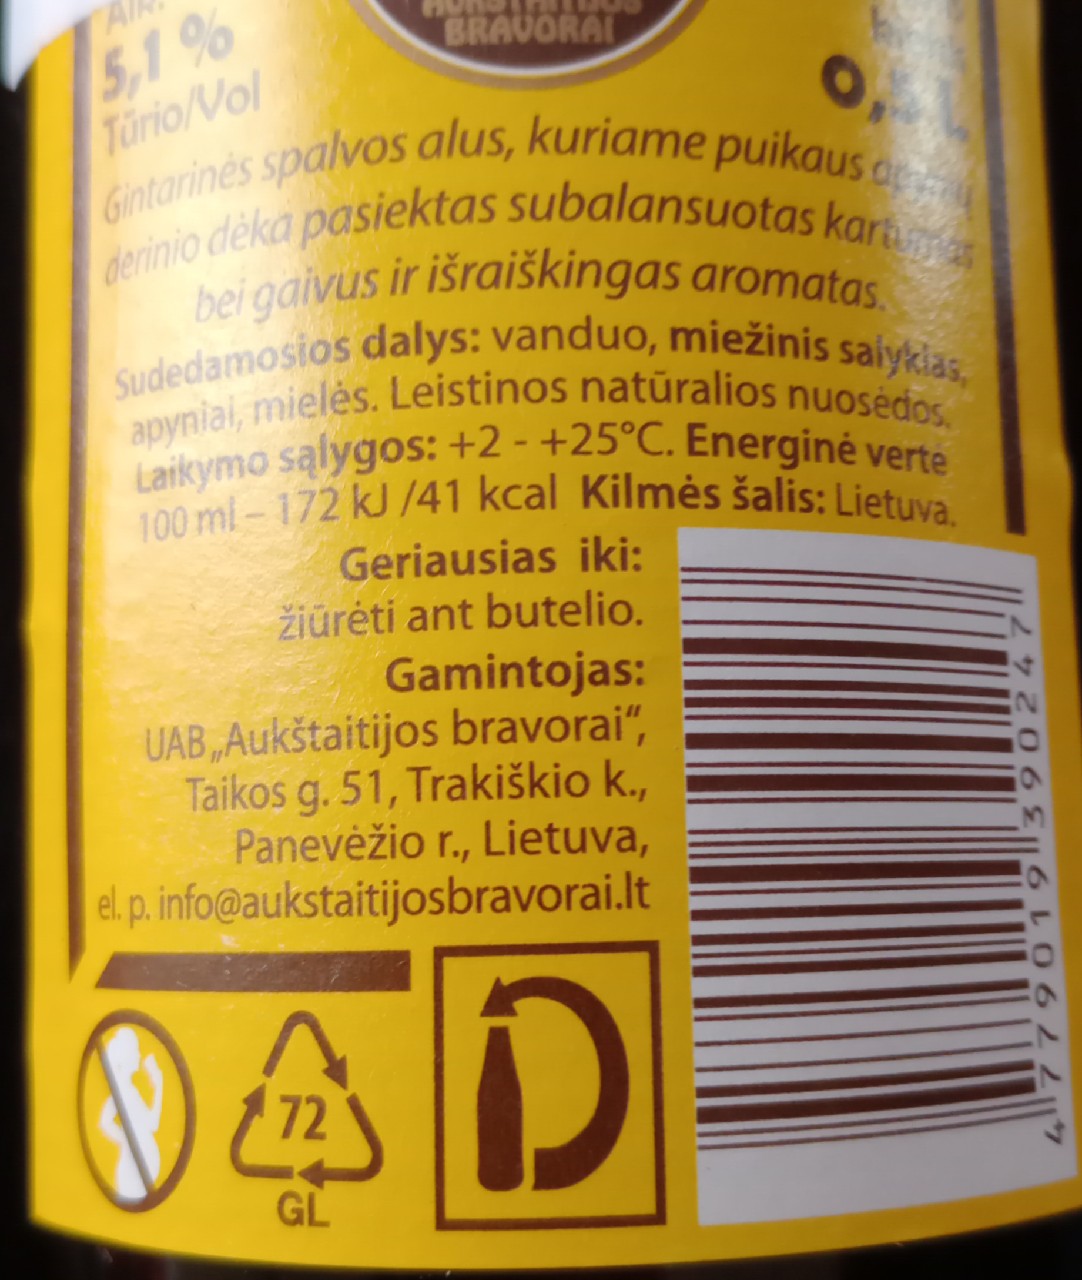 AUKŠTAITIJOS
BRAVORAI
5,1 %
Tūrio/Vol
0,5 L
Gintarinės spalvos alus, kuriame puikaus apynių
derinio dėka pasiektas subalansuotas kartumas
bei gaivus ir išraiškingas aromatas.
Sudedamosios dalys: vanduo, miežinis salyklas,
apyniai, mielės. Leistinos natūralios nuosėdos.
Laikymo sąlygos: +2 - +25°C. Energinė vertė
100 ml – 172 kJ /41 kcal Kilmės šalis: Lietuva.
Geriausias iki:
žiūrėti ant butelio.
Gamintojas:
UAB „Aukštaitijos bravorai“,
Taikos g. 51, Trakiškio k.,
Panevėžio r., Lietuva,
el. p. info@aukstaitijosbravorai.lt
72
GL
D
4779019390247